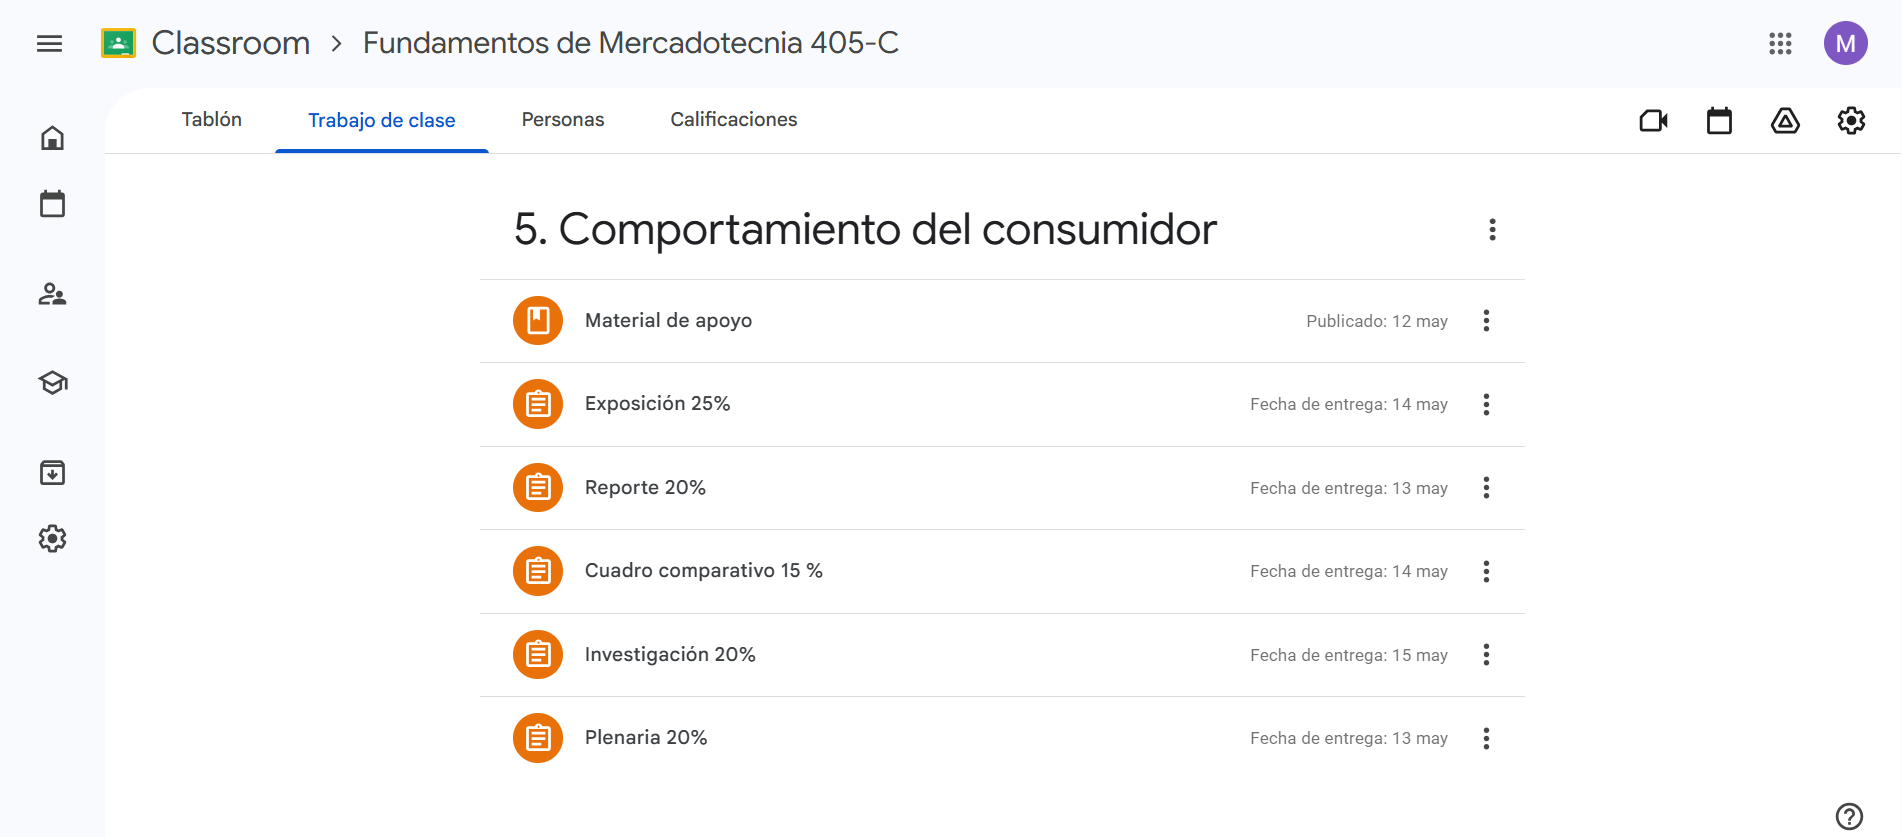 Classroom > Fundamentos de Mercadotecnia 405-C
M
Tablón
Trabajo de clase
Personas
Calificaciones
5. Comportamiento del consumidor
Material de apoyo
Publicado: 12 may
Exposición 25%
Fecha de entrega: 14 may
Reporte 20%
Fecha de entrega: 13 may
Cuadro comparativo 15 %
Fecha de entrega: 14 may
Investigación 20%
Fecha de entrega: 15 may
Plenaria 20%
Fecha de entrega: 13 may